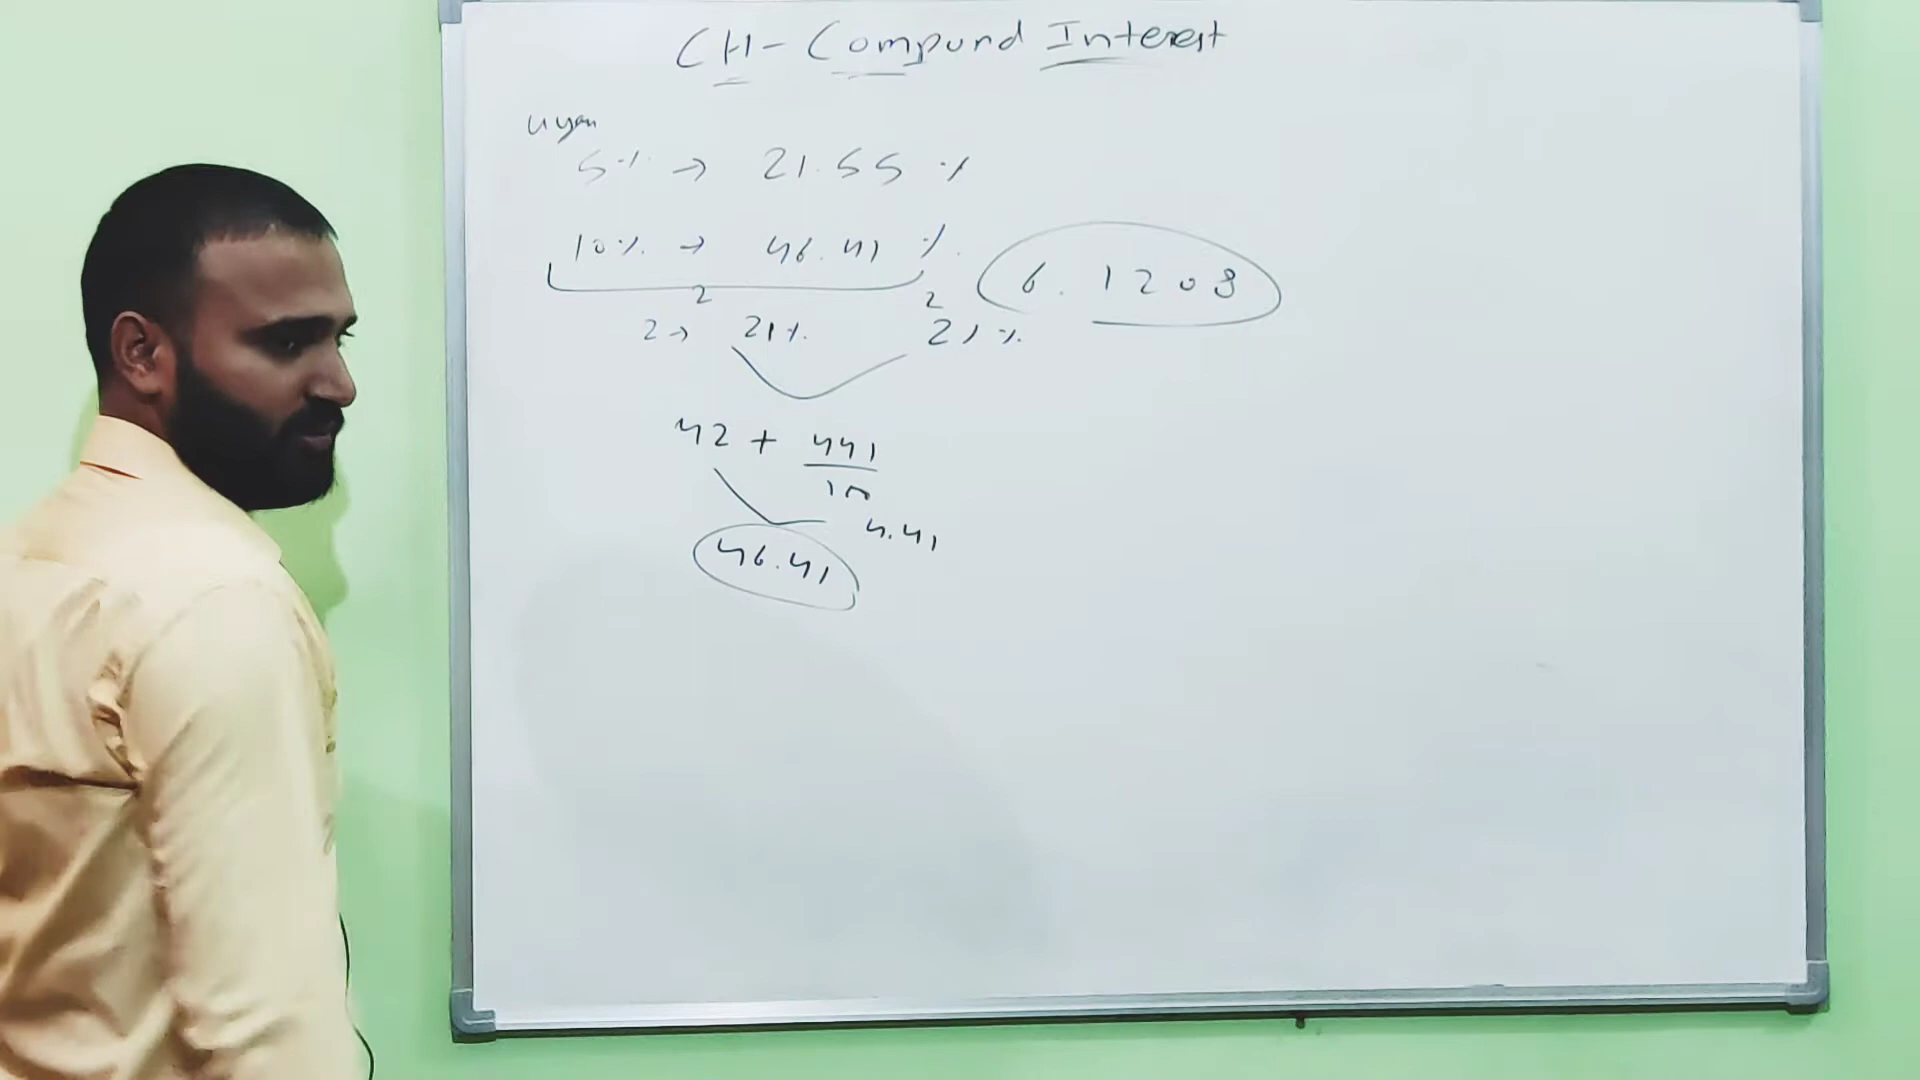 CH- Compund Interest
4 year
5% → 21.55 %
10% → 46.41 %.
6.1208
2 2
2 → 21% 21%
42 + 441/100
4.41
46.41